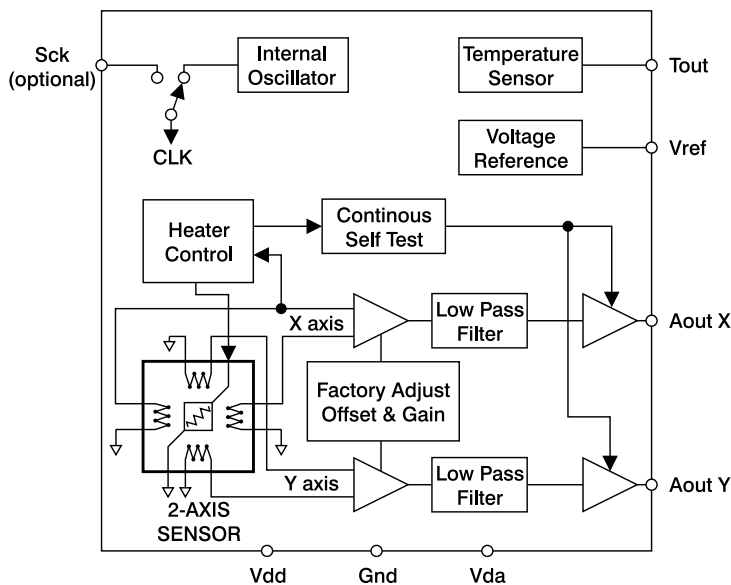 Sck
(optional)
Internal
Oscillator
Temperature
Sensor
Tout
CLK
Voltage
Reference
Vref
Heater
Control
Continous
Self Test
X axis
Low Pass
Filter
Aout X
Factory Adjust
Offset & Gain
Y axis
Low Pass
Filter
Aout Y
2-AXIS
SENSOR
Vdd
Gnd
Vda